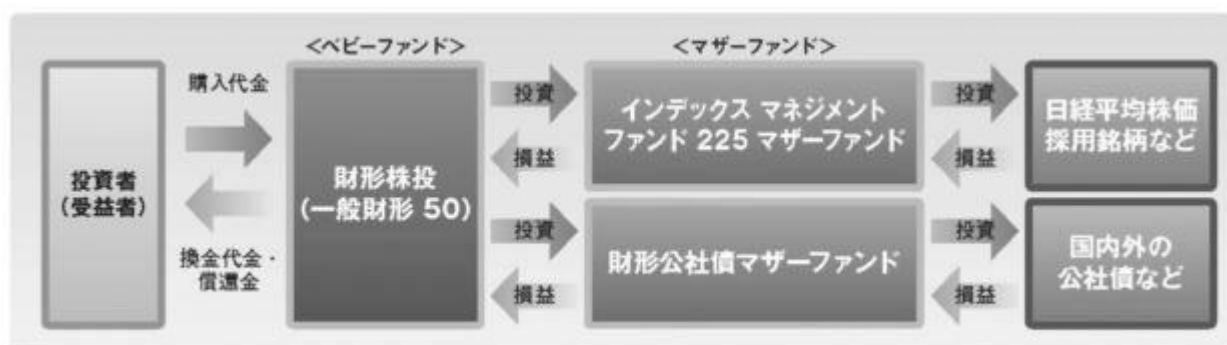 <ベビーファンド>
<マザーファンド>
投資者
(受益者)
購入代金
換金代金・
償還金
財形株投
(一般財形 50)
投資
損益
インデックス マネジメント
ファンド 225 マザーファンド
投資
損益
日経平均株価
採用銘柄など
投資
損益
財形公社債マザーファンド
投資
損益
国内外の
公社債など